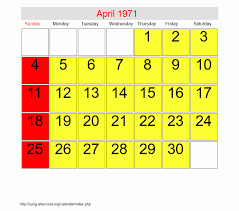 April 1971
Sunday Monday Tuesday Wednesday Thursday Friday Saturday
1 2 3
4 5 6 7 8 9 10
11 12 13 14 15 16 17
18 19 20 21 22 23 24
25 26 27 28 29 30